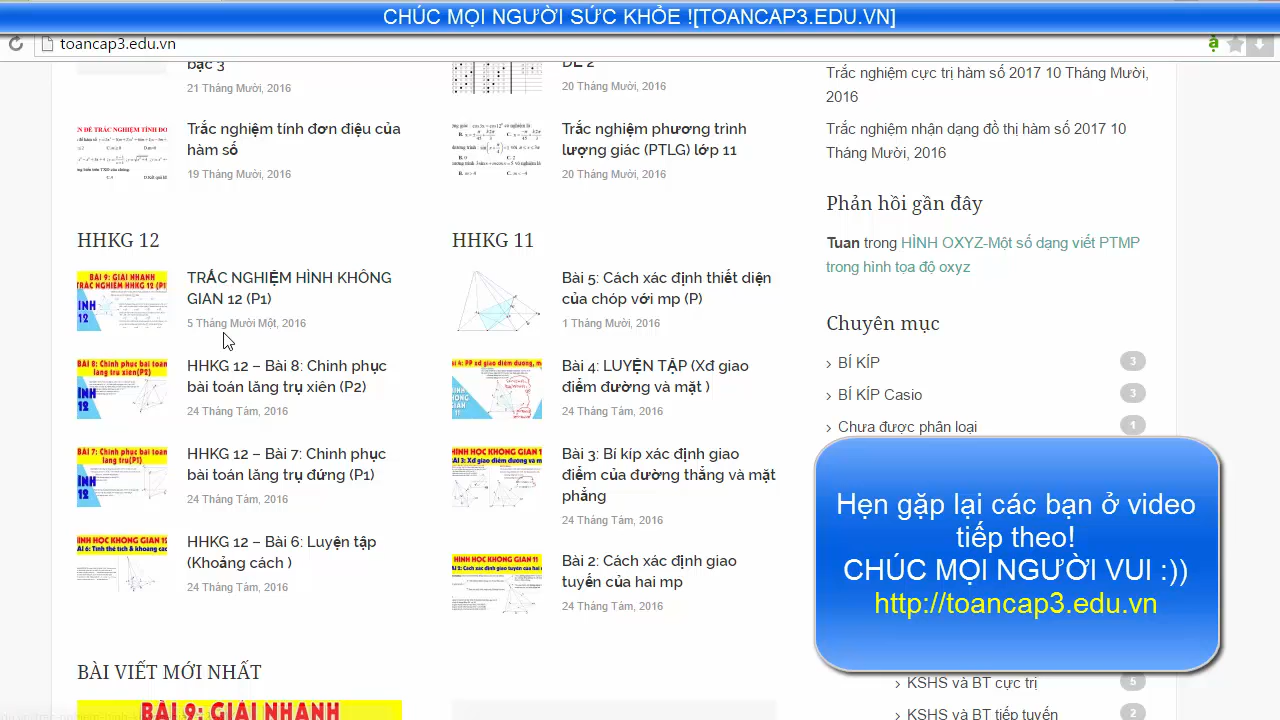 CHÚC MỌI NGƯỜI SỨC KHỎE ![TOANCAP3.EDU.VN]
toancap3.edu.vn
bậc 3
21 Tháng Mười, 2016
Trắc nghiệm tính đơn điệu của
hàm số
19 Tháng Mười, 2016
ĐỀ 2
20 Tháng Mười, 2016
Trắc nghiệm phương trình
lượng giác (PTLG) lớp 11
20 Tháng Mười, 2016
Trắc nghiệm cực trị hàm số 2017 10 Tháng Mười,
2016
Trắc nghiệm nhận dạng đồ thị hàm số 2017 10
Tháng Mười, 2016
Phản hồi gần đây
Tuan trong HÌNH OXYZ-Một số dạng viết PTMP
trong hình tọa độ oxyz
HHKG 12
BÀI 9: GIẢI NHANH
TRẮC NGHIỆM HÌNH KHÔNG
GIAN 12 (P1)
5 Tháng Mười Một, 2016
HHKG 12 – Bài 8: Chinh phục
bài toán lăng trụ xiên (P2)
24 Tháng Tám, 2016
HHKG 12 – Bài 7: Chinh phục
bài toán lăng trụ đứng (P1)
24 Tháng Tám, 2016
HHKG 12 – Bài 6: Luyện tập
(Khoảng cách )
24 Tháng Tám, 2016
HHKG 11
Bài 5: Cách xác định thiết diện
của chóp với mp (P)
1 Tháng Mười, 2016
Bài 4: LUYỆN TẬP (Xđ giao
điểm đường và mặt )
24 Tháng Tám, 2016
Bài 3: Bí kíp xác định giao
điểm của đường thẳng và mặt
phẳng
24 Tháng Tám, 2016
Bài 2: Cách xác định giao
tuyến của hai mp
24 Tháng Tám, 2016
Chuyên mục
BÍ KÍP 3
BÍ KÍP Casio 3
Chưa được phân loại 1
Hẹn gặp lại các bạn ở video
tiếp theo!
CHÚC MỌI NGƯỜI VUI :))
http://toancap3.edu.vn
KSHS và BT cực trị 5
KSHS và BT tiếp tuyến 2
BÀI VIẾT MỚI NHẤT
BÀI 9: GIẢI NHANH